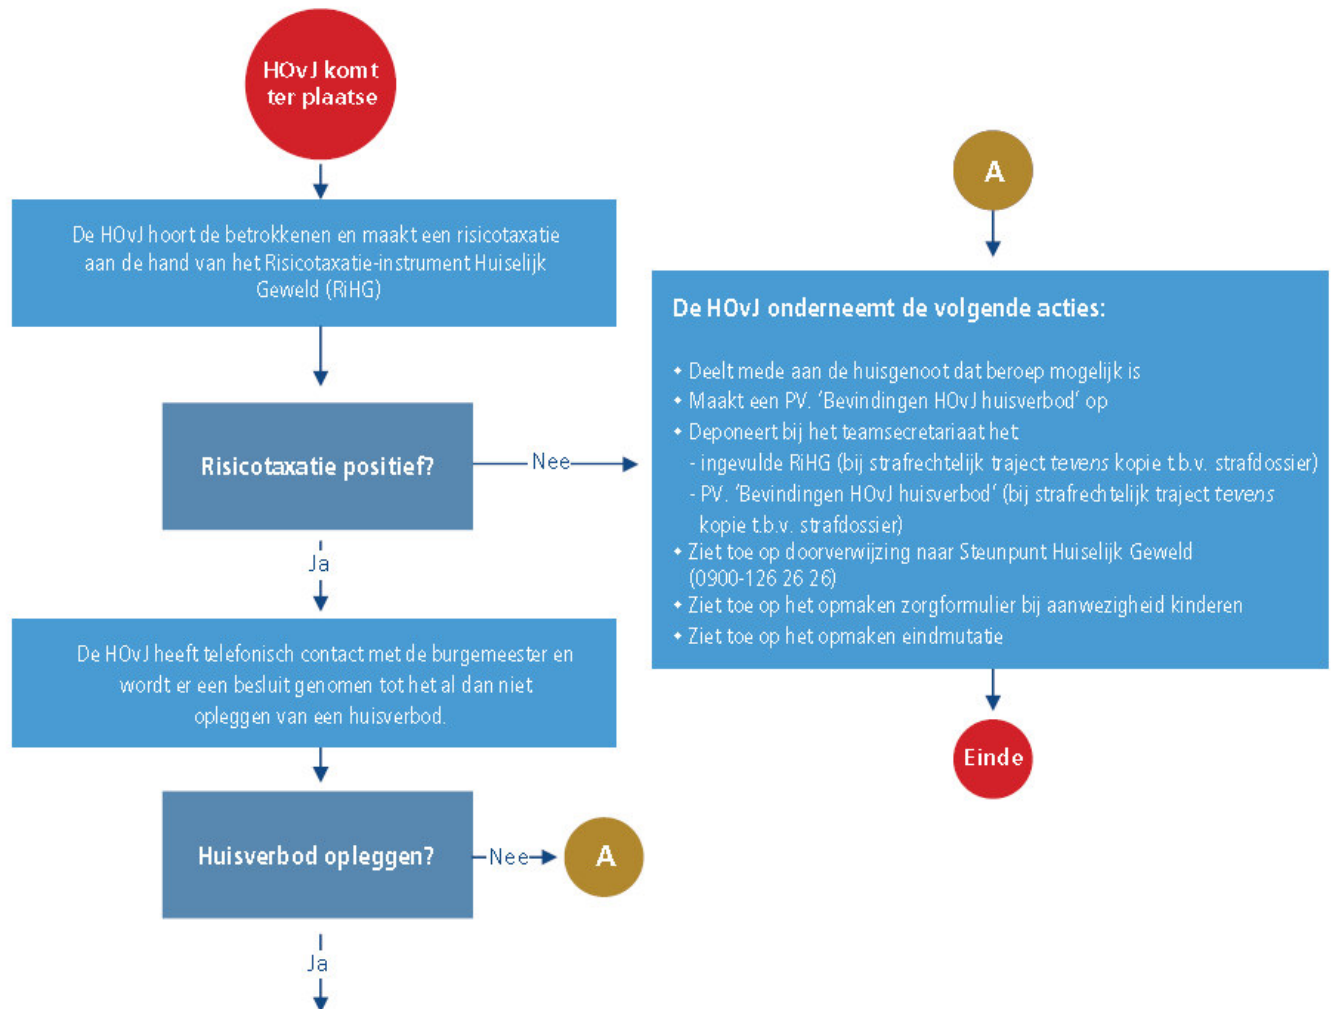 HOvJ komt
ter plaatse
De HOvJ hoort de betrokkenen en maakt een risicotaxatie
aan de hand van het Risicotaxatie-instrument Huiselijk
Geweld (RiHG)
Risicotaxatie positief?
Nee
Ja
De HOvJ heeft telefonisch contact met de burgemeester en
wordt er een besluit genomen tot het al dan niet
opleggen van een huisverbod.
Huisverbod opleggen?
Nee
A
Ja
A
De HOvJ onderneemt de volgende acties:
• Deelt mede aan de huisgenoot dat beroep mogelijk is
• Maakt een PV. ‘Bevindingen HOvJ huisverbod‘ op
• Deponeert bij het teamsecretariaat het
- ingevulde RiHG (bij strafrechtelijk traject tevens kopie t.b.v. strafdossier)
- PV. ‘Bevindingen HOvJ huisverbod‘ (bij strafrechtelijk traject tevens
kopie t.b.v. strafdossier)
• Ziet toe op doorverwijzing naar Steunpunt Huiselijk Geweld
(0900-126 26 26)
• Ziet toe op het opmaken zorgformulier bij aanwezigheid kinderen
• Ziet toe op het opmaken eindmutatie
Einde